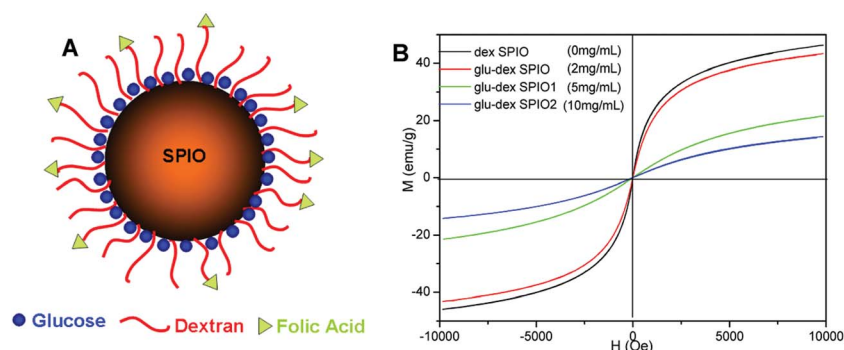 A
SPIO
Glucose
Dextran
Folic Acid
B
dex SPIO (0mg/mL)
glu-dex SPIO (2mg/mL)
glu-dex SPIO1 (5mg/mL)
glu-dex SPIO2 (10mg/mL)
M (emu/g)
40
20
0
-20
-40
-10000 -5000 0 5000 10000
H (Oe)